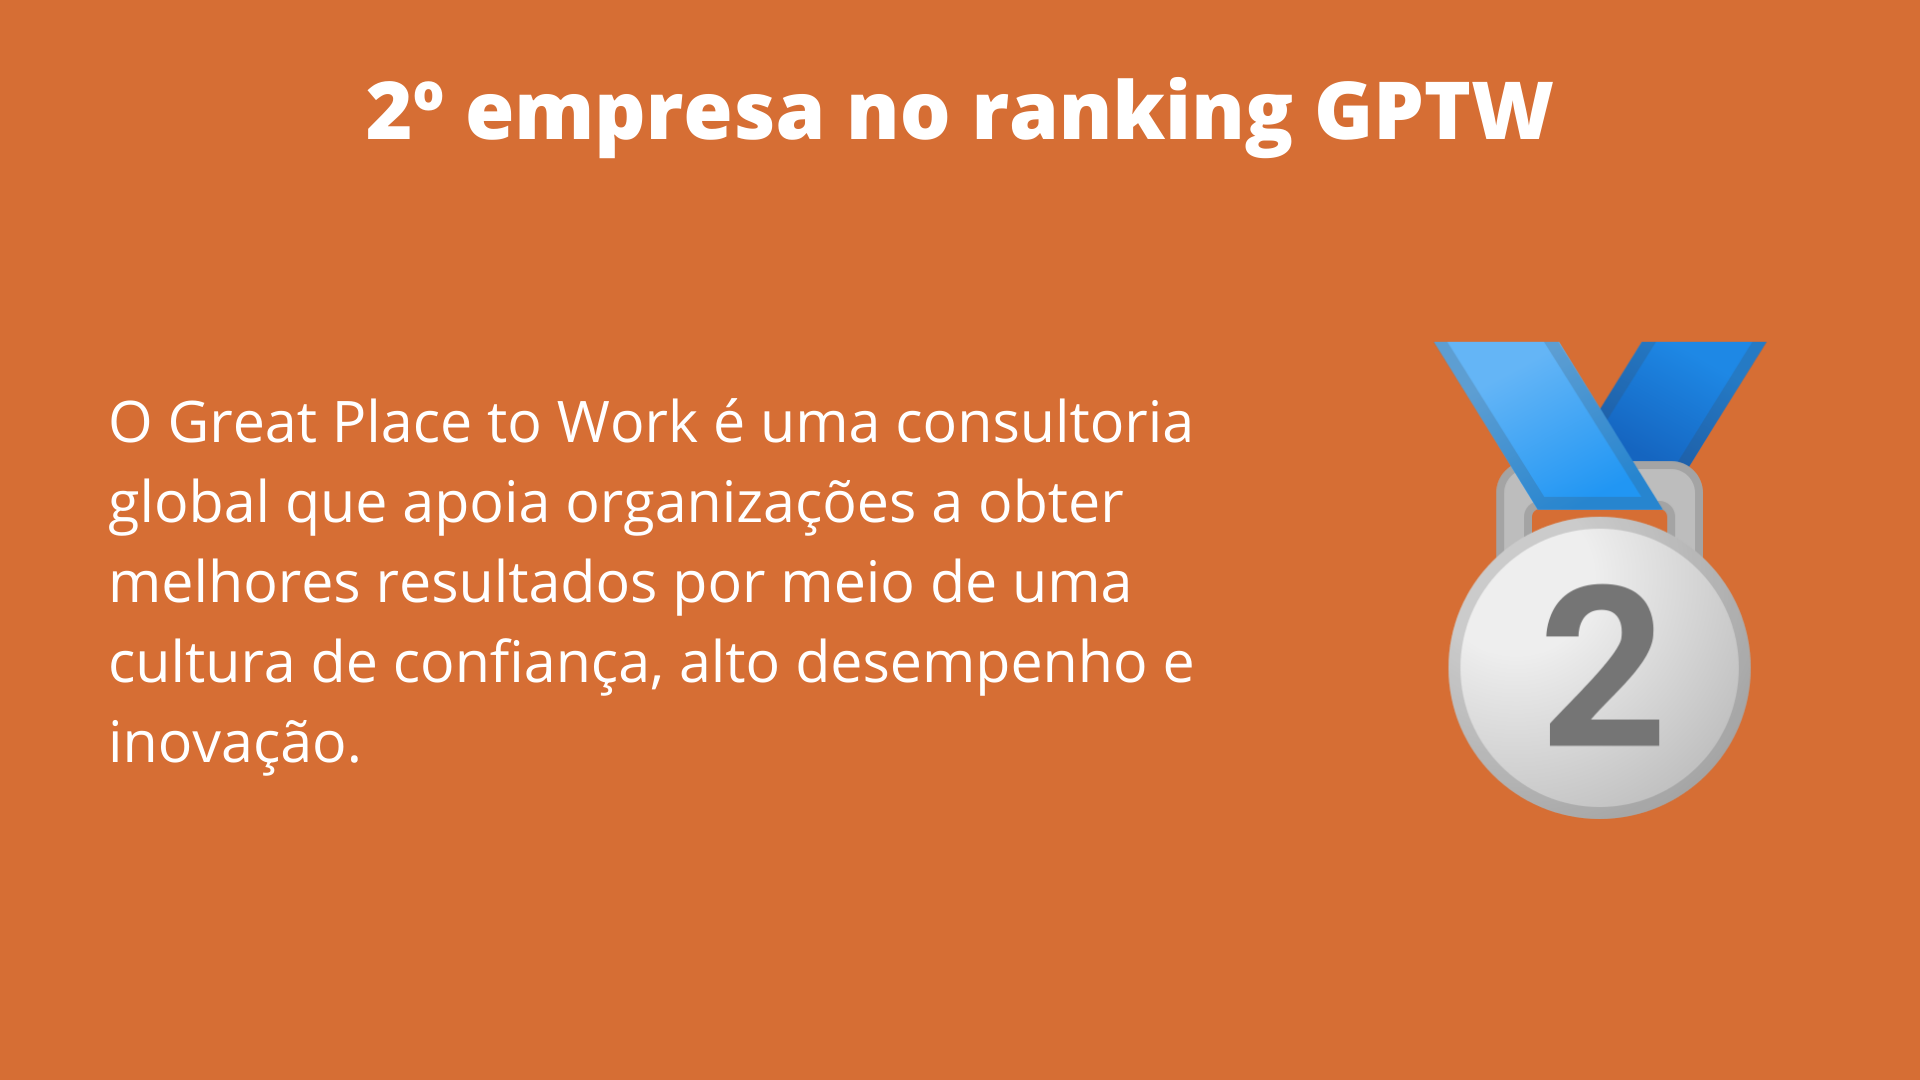 2º empresa no ranking GPTW
O Great Place to Work é uma consultoria
global que apoia organizações a obter
melhores resultados por meio de uma
cultura de confiança, alto desempenho e
inovação.
2